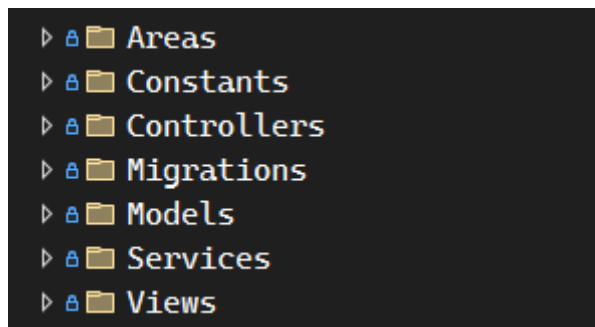 Areas
Constants
Controllers
Migrations
Models
Services
Views